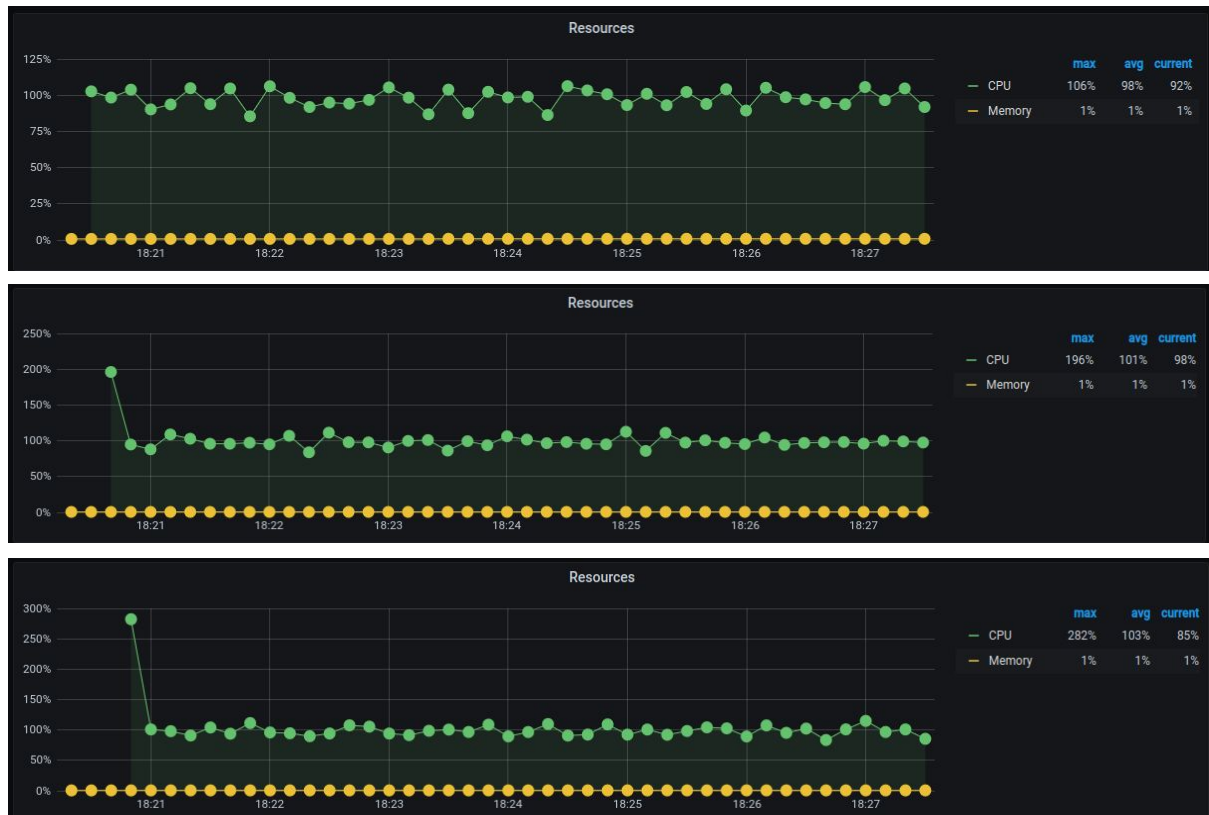 Resources
125%
max avg current
100%
— CPU 106% 98% 92%
— Memory 1% 1% 1%
75%
50%
25%
0%
18:21 18:22 18:23 18:24 18:25 18:26 18:27
Resources
250%
max avg current
200%
— CPU 196% 101% 98%
— Memory 1% 1% 1%
150%
100%
50%
0%
18:21 18:22 18:23 18:24 18:25 18:26 18:27
Resources
300%
max avg current
250%
— CPU 282% 103% 85%
200%
— Memory 1% 1% 1%
150%
100%
50%
0%
18:21 18:22 18:23 18:24 18:25 18:26 18:27